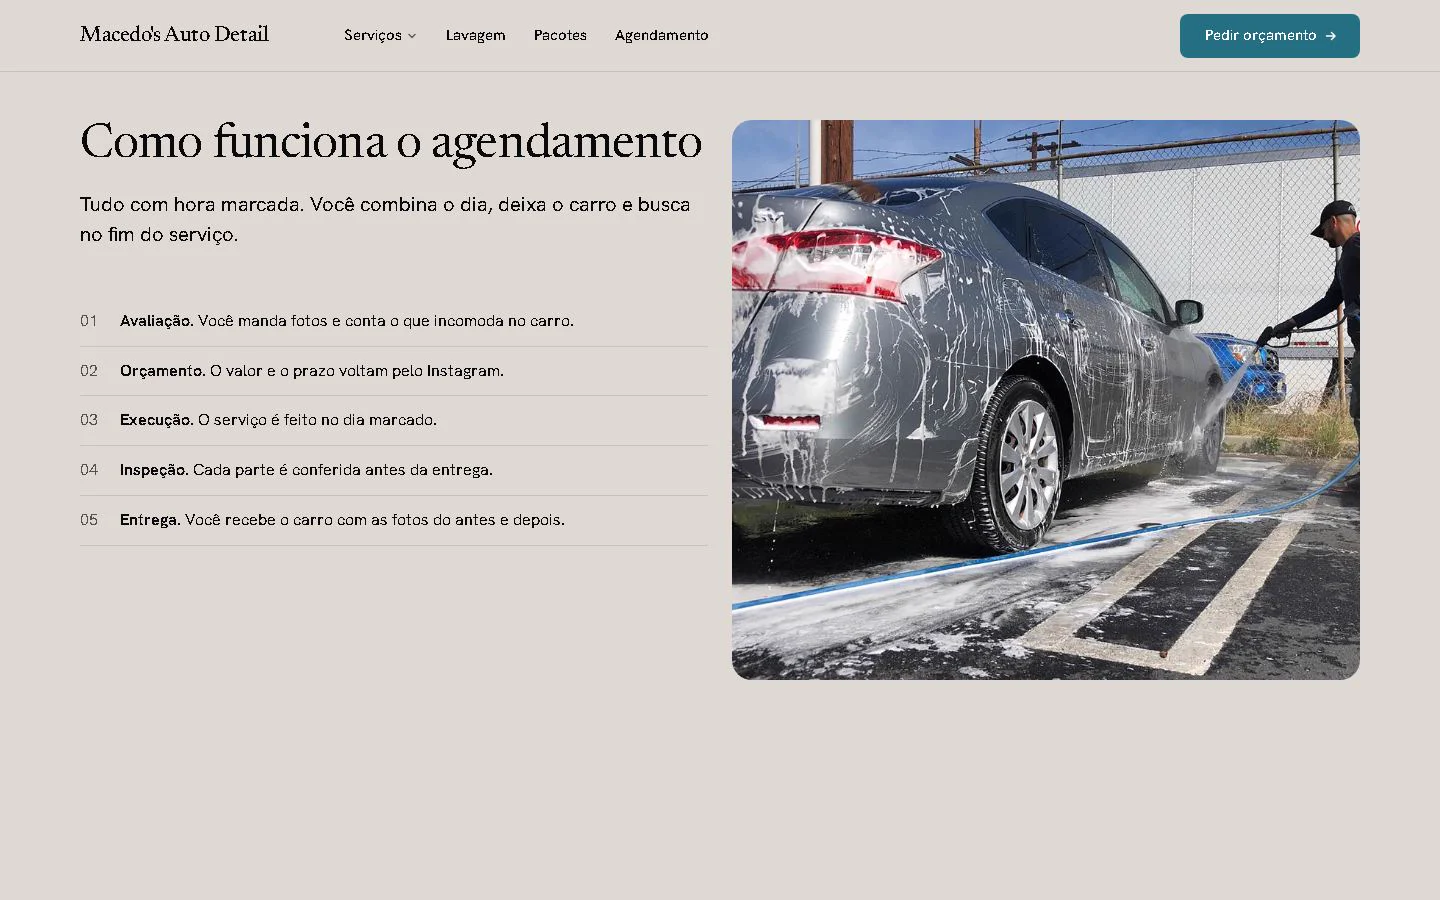 Macedo's Auto Detail
Serviços
Lavagem
Pacotes
Agendamento
Pedir orçamento →
Como funciona o agendamento
Tudo com hora marcada. Você combina o dia, deixa o carro e busca
no fim do serviço.
01 Avaliação. Você manda fotos e conta o que incomoda no carro.
02 Orçamento. O valor e o prazo voltam pelo Instagram.
03 Execução. O serviço é feito no dia marcado.
04 Inspeção. Cada parte é conferida antes da entrega.
05 Entrega. Você recebe o carro com as fotos do antes e depois.